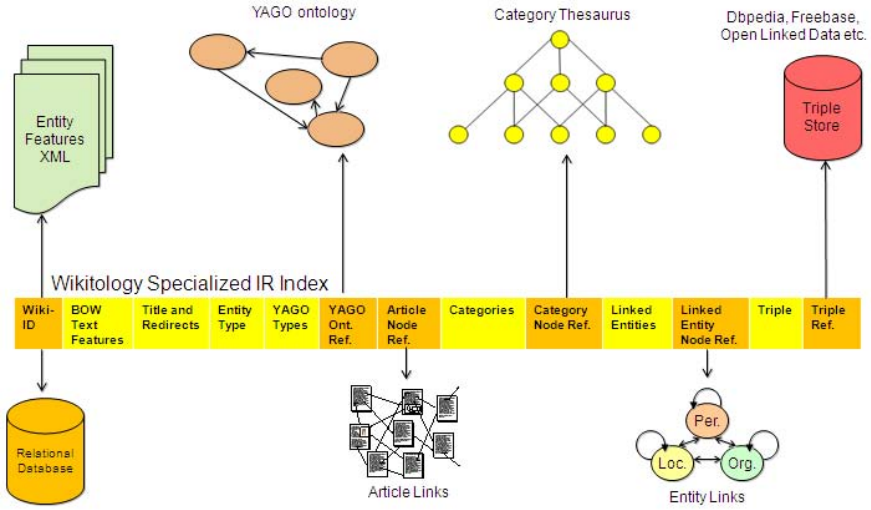 YAGO ontology
Category Thesaurus
Dbpedia, Freebase,
Open Linked Data etc.
Entity
Features
XML
Triple
Store
Wikitology Specialized IR Index
Wiki-
ID
BOW
Text
Features
Title and
Redirects
Entity
Type
YAGO
Types
YAGO
Ont.
Ref.
Article
Node
Ref.
Categories
Category
Node Ref.
Linked
Entities
Linked
Entity
Node Ref.
Triple
Triple
Ref.
Relational
Database
Article Links
Per.
Loc.
Org.
Entity Links